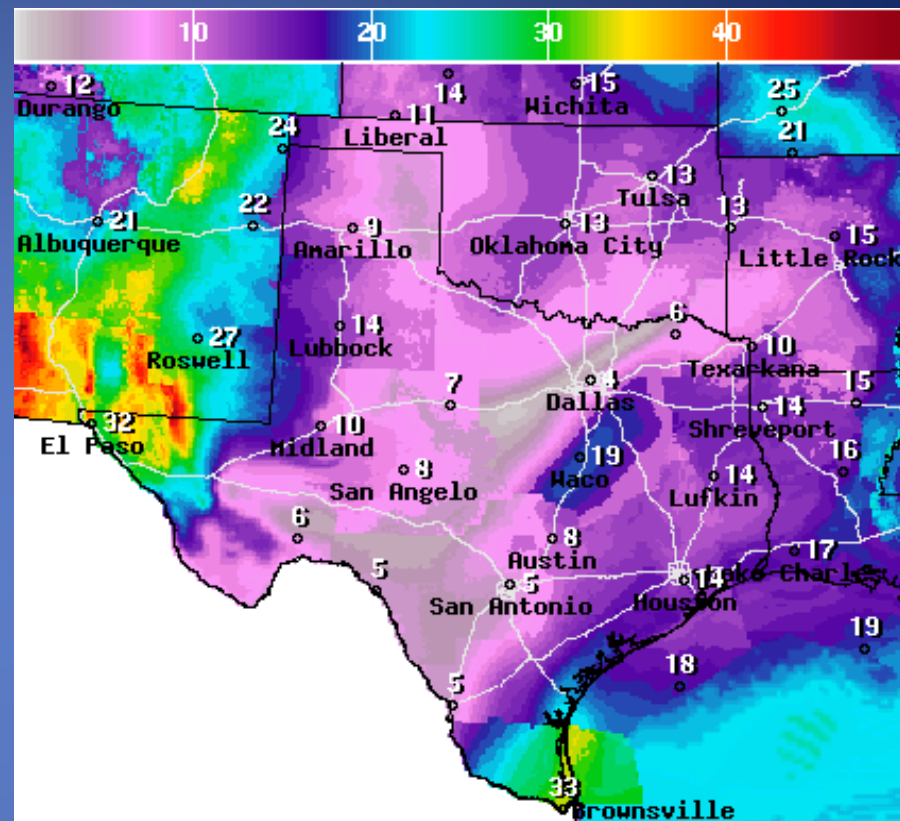 10 20 30 40
12
Durango
14
15
Wichita
25
11
Liberal
24
21
13
Tulsa
21
Albuquerque
22
9
Amarillo
13
Oklahoma City
13
15
Little Rock
27
Roswell
14
Lubbock
6
10
Texarkana
4
Dallas
7
15
14
Shreveport
32
El Paso
10
Midland
8
San Angelo
19
Waco
14
Lufkin
16
6
8
Austin
17
Lake Charles
5
5
San Antonio
14
Houston
19
18
5
33
Brownsville